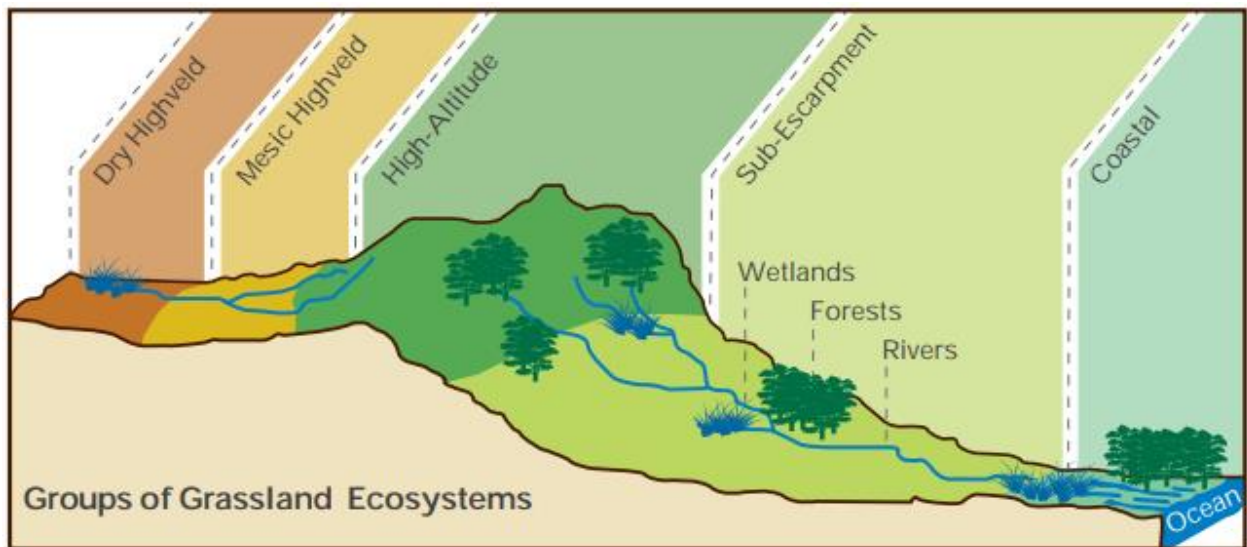 Dry Highveld
Mesic Highveld
High-Altitude
Sub-Escarpment
Coastal
Wetlands
Forests
Rivers
Groups of Grassland Ecosystems
Ocean